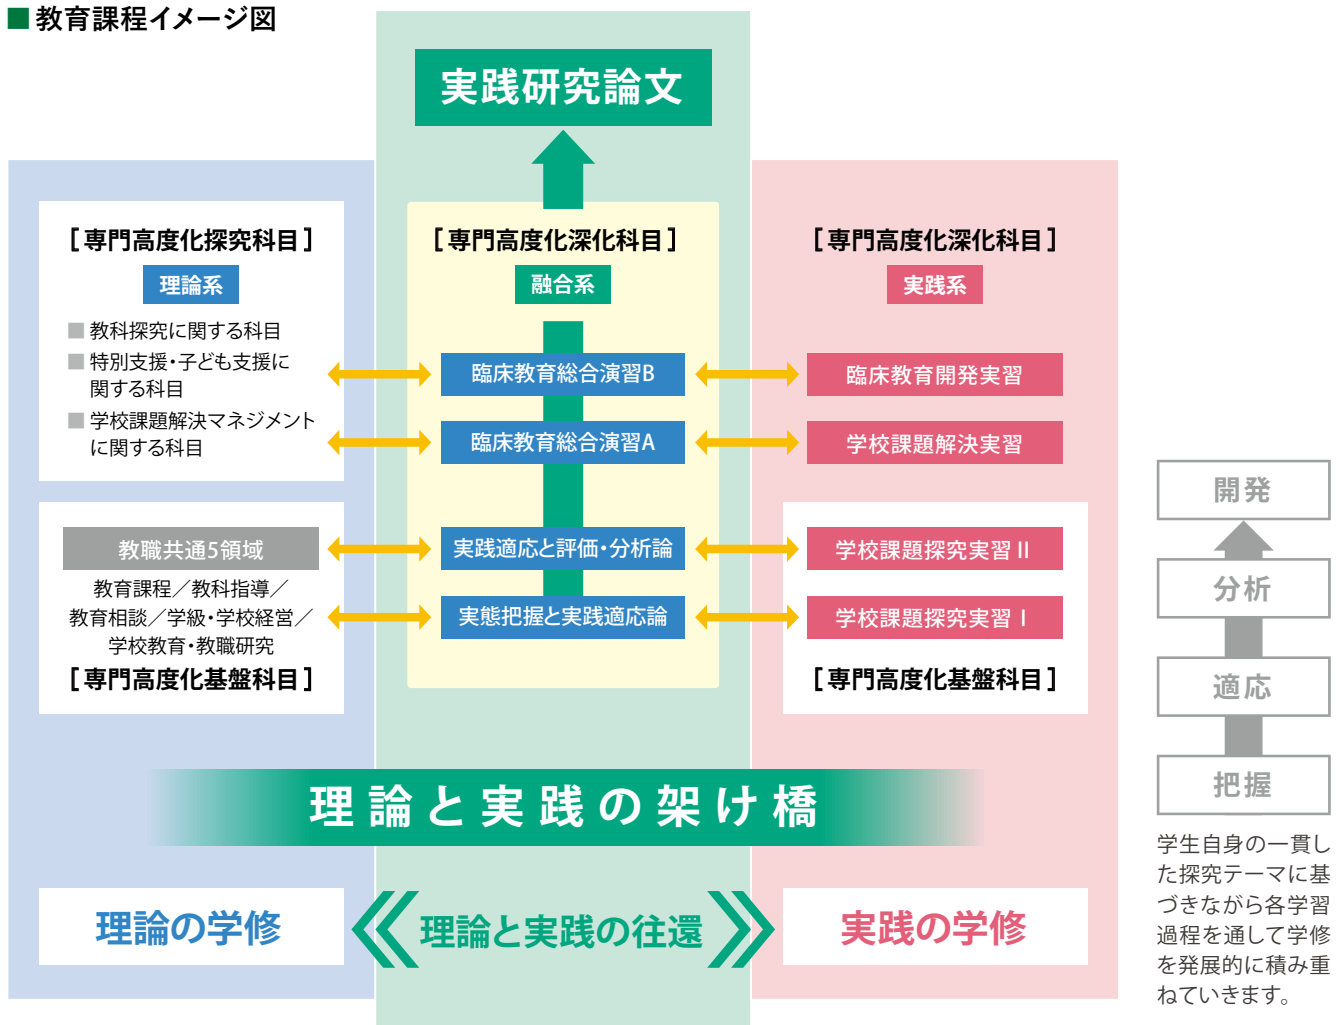 ■教育課程イメージ図
実践研究論文
[専門高度化探究科目]
理論系
■ 教科探究に関する科目
■ 特別支援・子ども支援に
関する科目
■ 学校課題解決マネジメント
に関する科目
教職共通5領域
教育課程／教科指導／
教育相談／学級・学校経営／
学校教育・教職研究
[専門高度化基盤科目]
[専門高度化深化科目]
融合系
臨床教育総合演習B
臨床教育総合演習A
実践適応と評価・分析論
実態把握と実践適応論
[専門高度化深化科目]
実践系
臨床教育開発実習
学校課題解決実習
学校課題探究実習Ⅱ
学校課題探究実習Ⅰ
[専門高度化基盤科目]
理論と実践の架け橋
理論の学修
理論と実践の往還
実践の学修
開発
分析
適応
把握
学生自身の一貫し
た探究テーマに基
づきながら各学習
過程を通して学修
を発展的に積み重
ねていきます。